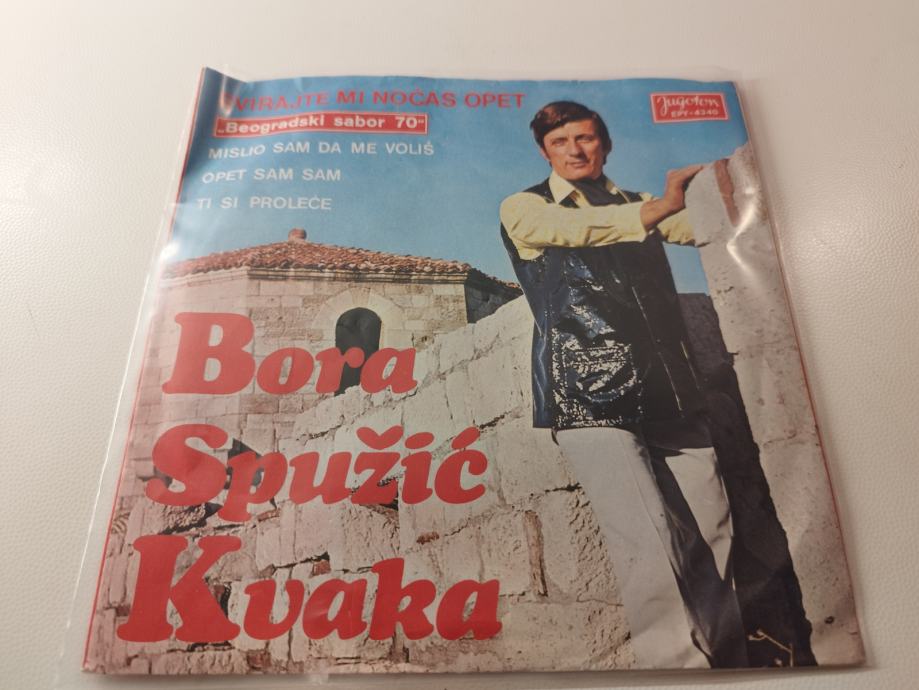 SVIRAJTE MI NOĆAS OPET
„Beogradski sabor 70"
MISLIO SAM DA ME VOLIŠ
OPET SAM SAM
TI SI PROLEĆE
Jugoton
EPY-4340
Bora
Spužić
Kvaka